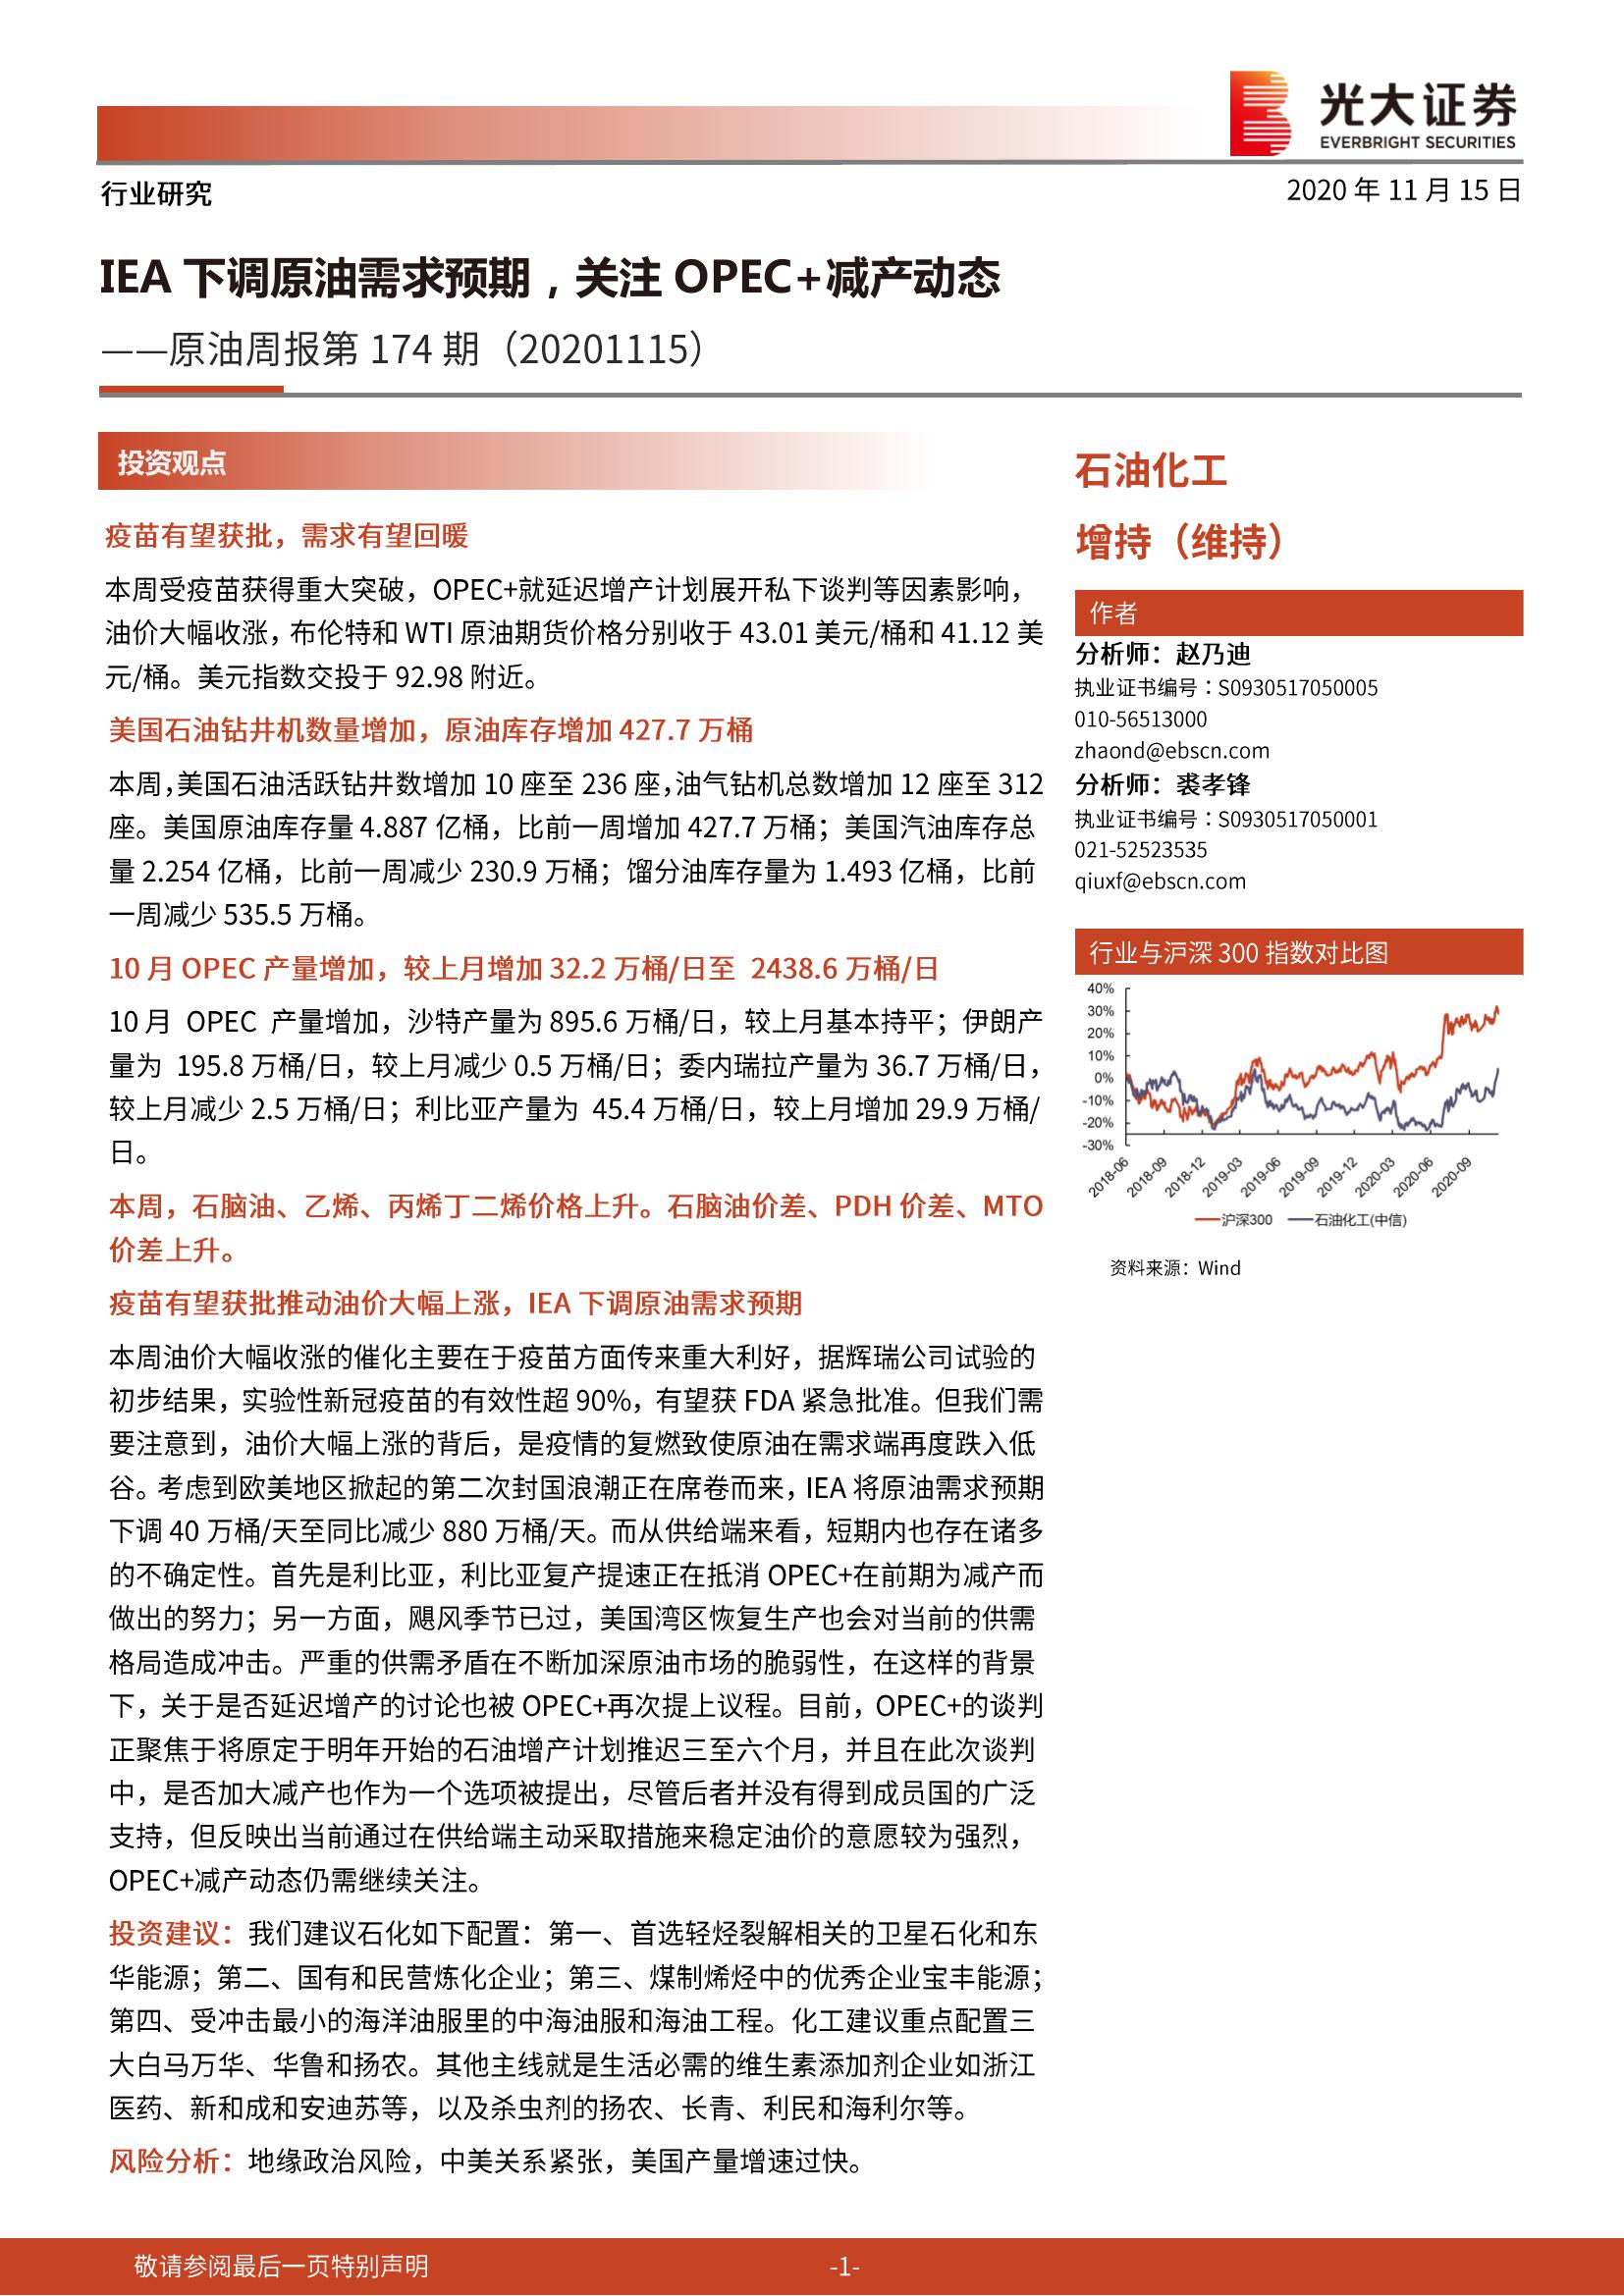 光大证券
EVERBRIGHT SECURITIES
行业研究
2020 年 11 月 15 日
IEA 下调原油需求预期，关注 OPEC+减产动态
——原油周报第 174 期（20201115）
投资观点
疫苗有望获批，需求有望回暖
本周受疫苗获得重大突破，OPEC+就延迟增产计划展开私下谈判等因素影响，
油价大幅收涨，布伦特和 WTI 原油期货价格分别收于 43.01 美元/桶和 41.12 美
元/桶。美元指数交投于 92.98 附近。
美国石油钻井机数量增加，原油库存增加 427.7 万桶
本周，美国石油活跃钻井数增加 10 座至 236 座，油气钻机总数增加 12 座至 312
座。美国原油库存量 4.887 亿桶，比前一周增加 427.7 万桶；美国汽油库存总
量 2.254 亿桶，比前一周减少 230.9 万桶；馏分油库存量为 1.493 亿桶，比前
一周减少 535.5 万桶。
10 月 OPEC 产量增加，较上月增加 32.2 万桶/日至 2438.6 万桶/日
10 月 OPEC 产量增加，沙特产量为 895.6 万桶/日，较上月基本持平；伊朗产
量为 195.8 万桶/日，较上月减少 0.5 万桶/日；委内瑞拉产量为 36.7 万桶/日，
较上月减少 2.5 万桶/日；利比亚产量为 45.4 万桶/日，较上月增加 29.9 万桶/
日。
本周，石脑油、乙烯、丙烯丁二烯价格上升。石脑油价差、PDH 价差、MTO
价差上升。
疫苗有望获批推动油价大幅上涨，IEA 下调原油需求预期
本周油价大幅收涨的催化主要在于疫苗方面传来重大利好，据辉瑞公司试验的
初步结果，实验性新冠疫苗的有效性超 90%，有望获 FDA 紧急批准。但我们需
要注意到，油价大幅上涨的背后，是疫情的复燃致使原油在需求端再度跌入低
谷。考虑到欧美地区掀起的第二次封国浪潮正在席卷而来，IEA 将原油需求预期
下调 40 万桶/天至同比减少 880 万桶/天。而从供给端来看，短期内也存在诸多
的不确定性。首先是利比亚，利比亚复产提速正在抵消 OPEC+在前期为减产而
做出的努力；另一方面，飓风季节已过，美国湾区恢复生产也会对当前的供需
格局造成冲击。严重的供需矛盾在不断加深原油市场的脆弱性，在这样的背景
下，关于是否延迟增产的讨论也被 OPEC+再次提上议程。目前，OPEC+的谈判
正聚焦于将原定于明年开始的石油增产计划推迟三至六个月，并且在此次谈判
中，是否加大减产也作为一个选项被提出，尽管后者并没有得到成员国的广泛
支持，但反映出当前通过在供给端主动采取措施来稳定油价的意愿较为强烈，
OPEC+减产动态仍需继续关注。
投资建议：我们建议石化如下配置：第一、首选轻烃裂解相关的卫星石化和东
华能源；第二、国有和民营炼化企业；第三、煤制烯烃中的优秀企业宝丰能源；
第四、受冲击最小的海洋油服里的中海油服和海油工程。化工建议重点配置三
大白马万华、华鲁和扬农。其他主线就是生活必需的维生素添加剂企业如浙江
医药、新和成和安迪苏等，以及杀虫剂的扬农、长青、利民和海利尔等。
风险分析：地缘政治风险，中美关系紧张，美国产量增速过快。
石油化工
增持（维持）
作者
分析师：赵乃迪
执业证书编号：S0930517050005
010-56513000
zhaond@ebscn.com
分析师：裘孝锋
执业证书编号：S0930517050001
021-52523535
qiuxf@ebscn.com
行业与沪深 300 指数对比图
40%
30%
20%
10%
0%
-10%
-20%
-30%
2018-06 2018-09 2018-12 2019-03 2019-06 2019-09 2019-12 2020-03 2020-06 2020-09
沪深300 石油化工(中信)
资料来源：Wind
敬请参阅最后一页特别声明
-1-